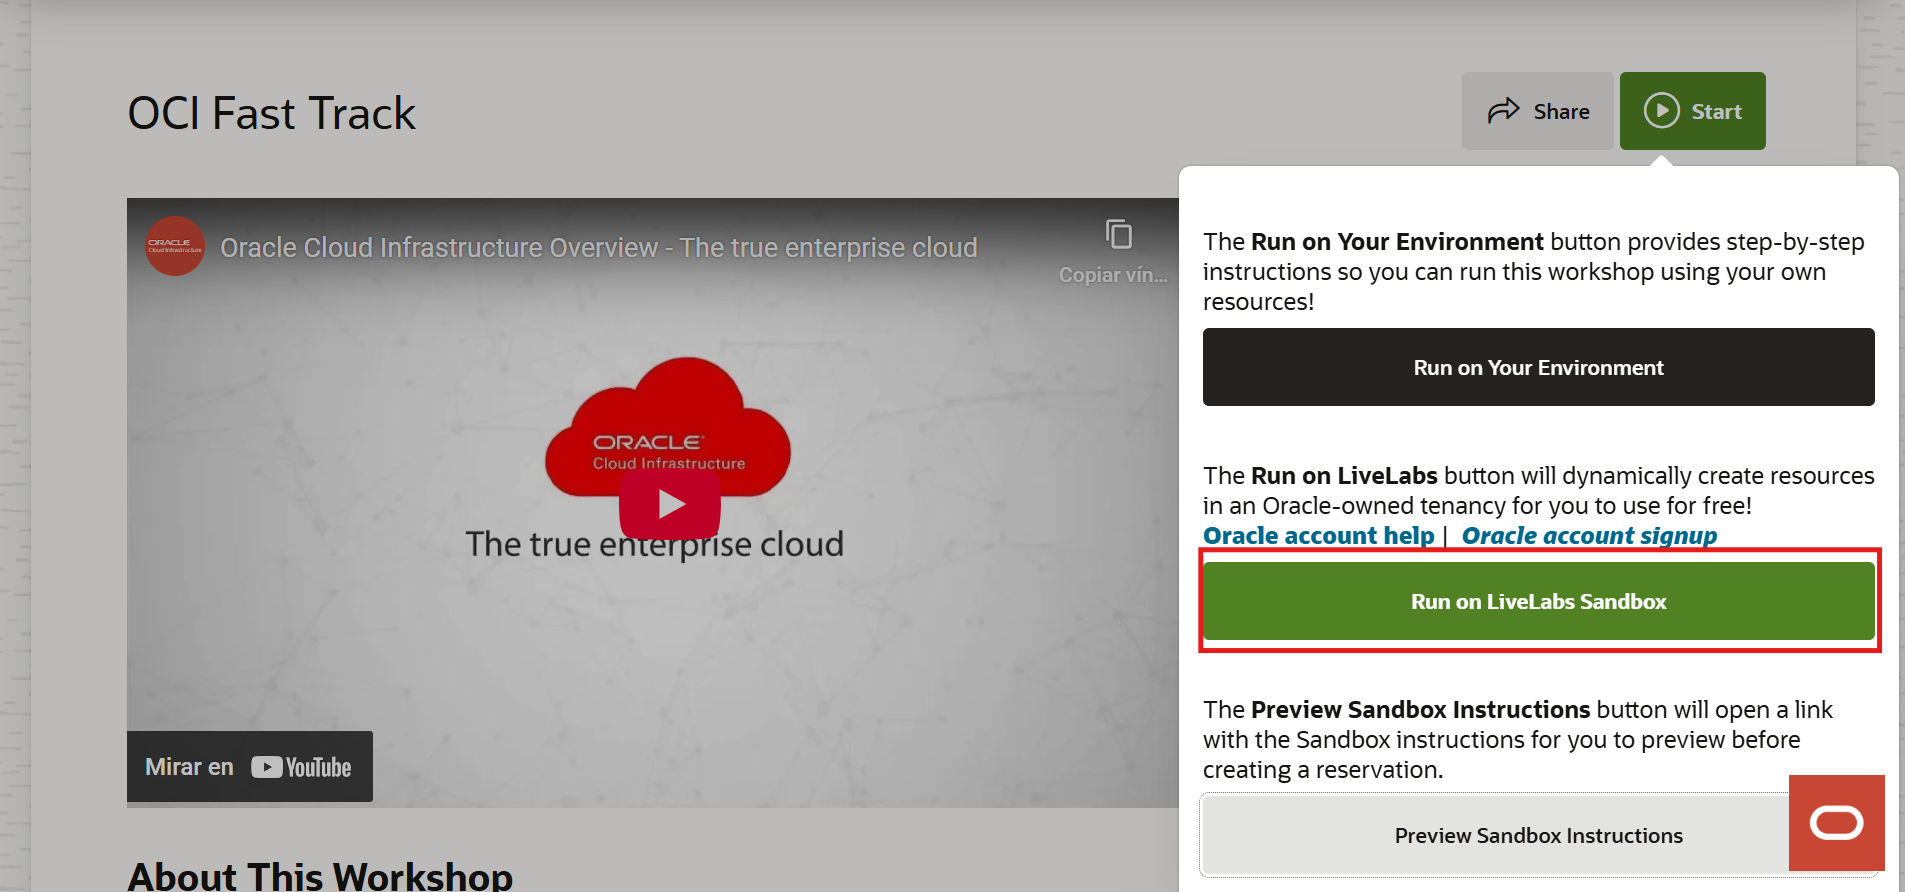 OCI Fast Track
Share
Start
ORACLE
Cloud Infrastructure
Oracle Cloud Infrastructure Overview - The true enterprise cloud
Copiar vín...
ORACLE
Cloud Infrastructure
The true enterprise cloud
Mirar en YouTube
About This Workshop
The Run on Your Environment button provides step-by-step
instructions so you can run this workshop using your own
resources!
Run on Your Environment
The Run on LiveLabs button will dynamically create resources
in an Oracle-owned tenancy for you to use for free!
Oracle account help | Oracle account signup
Run on LiveLabs Sandbox
The Preview Sandbox Instructions button will open a link
with the Sandbox instructions for you to preview before
creating a reservation.
Preview Sandbox Instructions